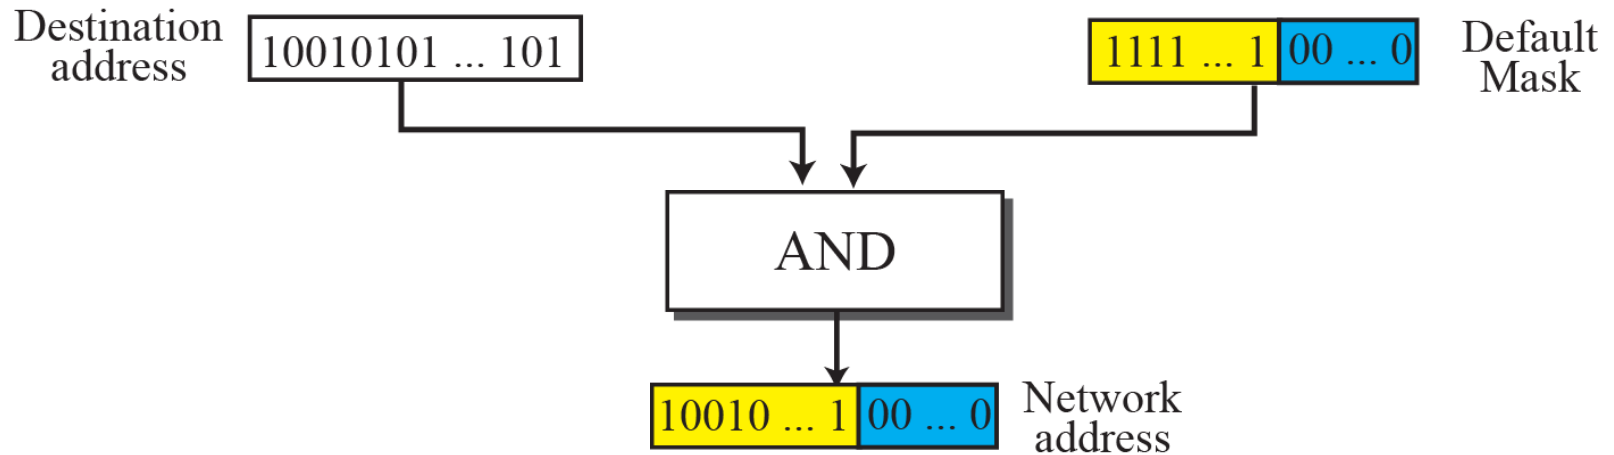 Destination
address
10010101 ... 101
1111 ... 1 00 ... 0
Default
Mask
AND
10010 ... 1 00 ... 0
Network
address